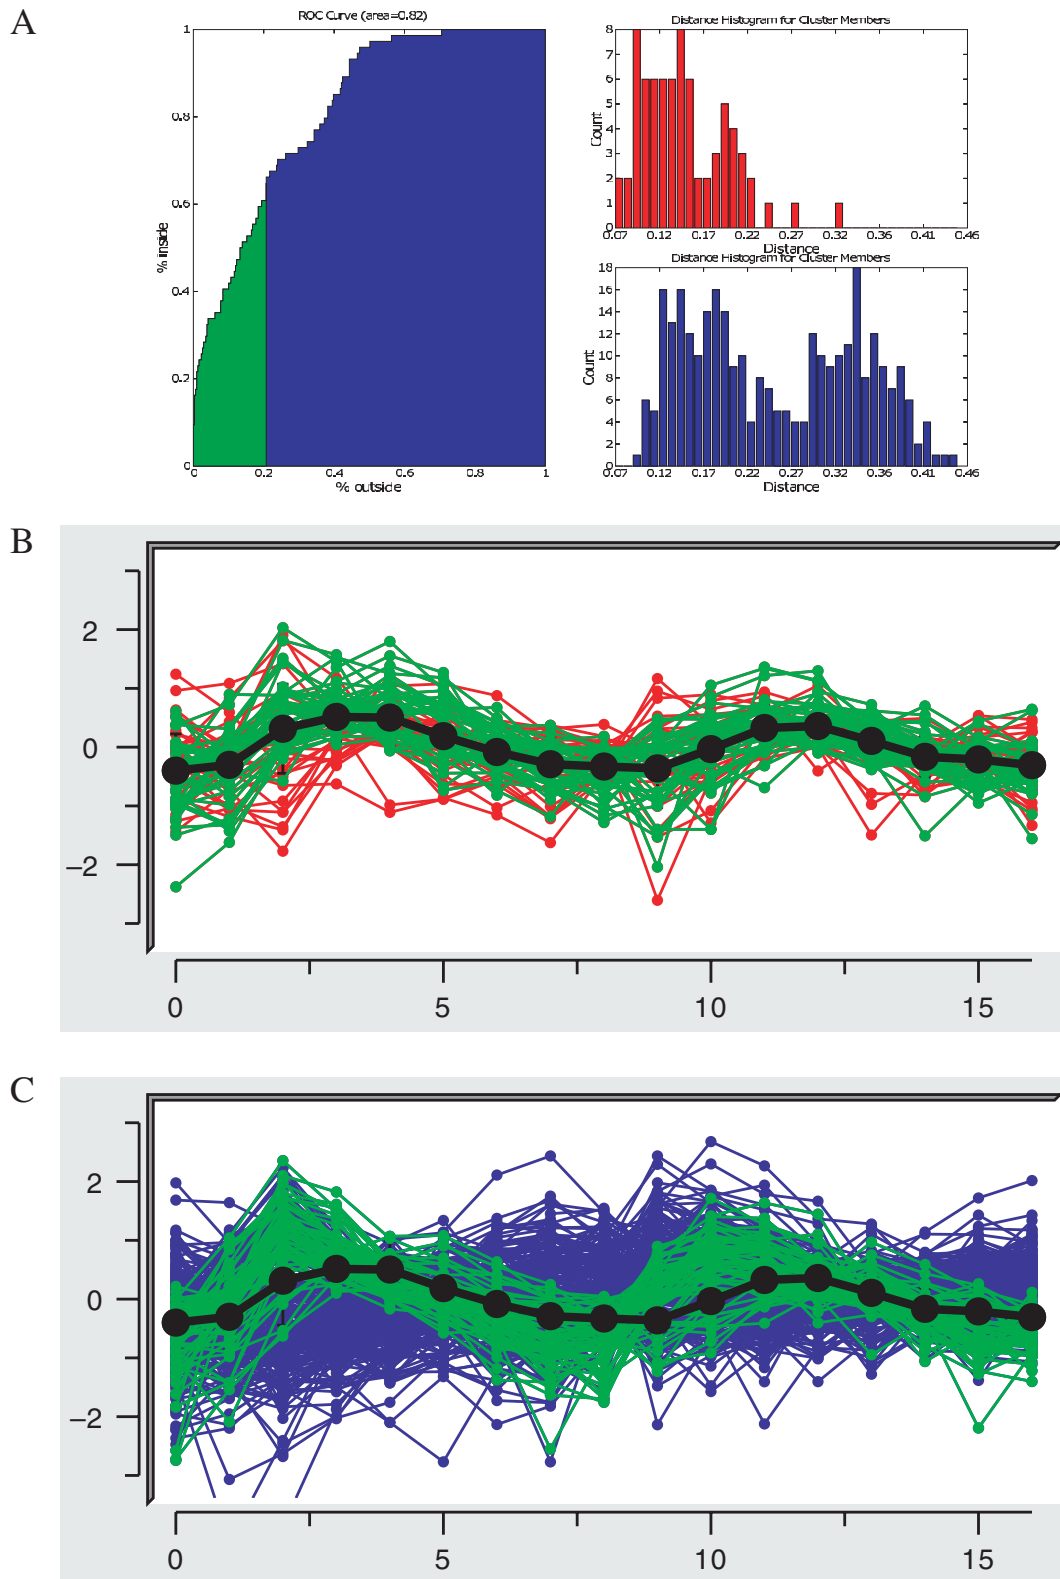 A
ROC Curve (area=0.82)
1
0.8
0.6
0.4
0.2
0
% inside
0 0.2 0.4 0.6 0.8 1
% outside
Distance Histogram for Cluster Members
8
7
6
5
4
3
2
1
0
Count
0.07 0.12 0.17 0.22 0.27 0.32 0.36 0.41 0.46
Distance
Distance Histogram for Cluster Members
18
16
14
12
10
8
6
4
2
0
Count
0.07 0.12 0.17 0.22 0.27 0.32 0.36 0.41 0.46
Distance
B
2
0
−2
0 5 10 15
C
2
0
−2
0 5 10 15